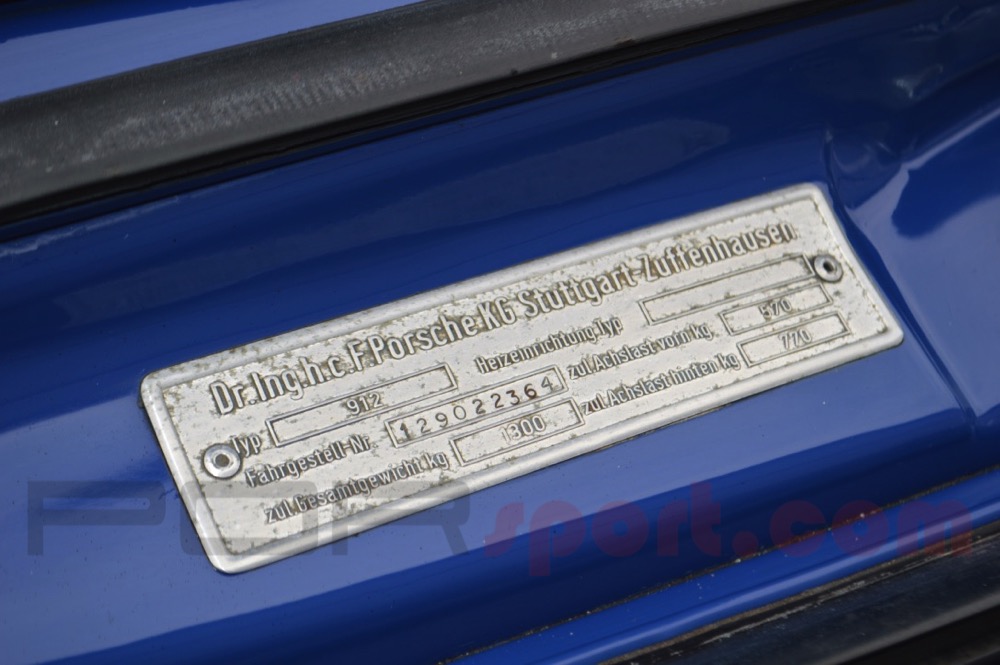 Dr.Ing.h.c.F.Porsche KG Stuttgart-Zuffenhausen
Typ 912 Heizeinrichtung Typ
Fahrgestell-Nr. 129022364 zul. Achslast vorn kg 570
zul. Gesamtgewicht kg 1300 zul. Achslast hinten kg 770
PORsport.com